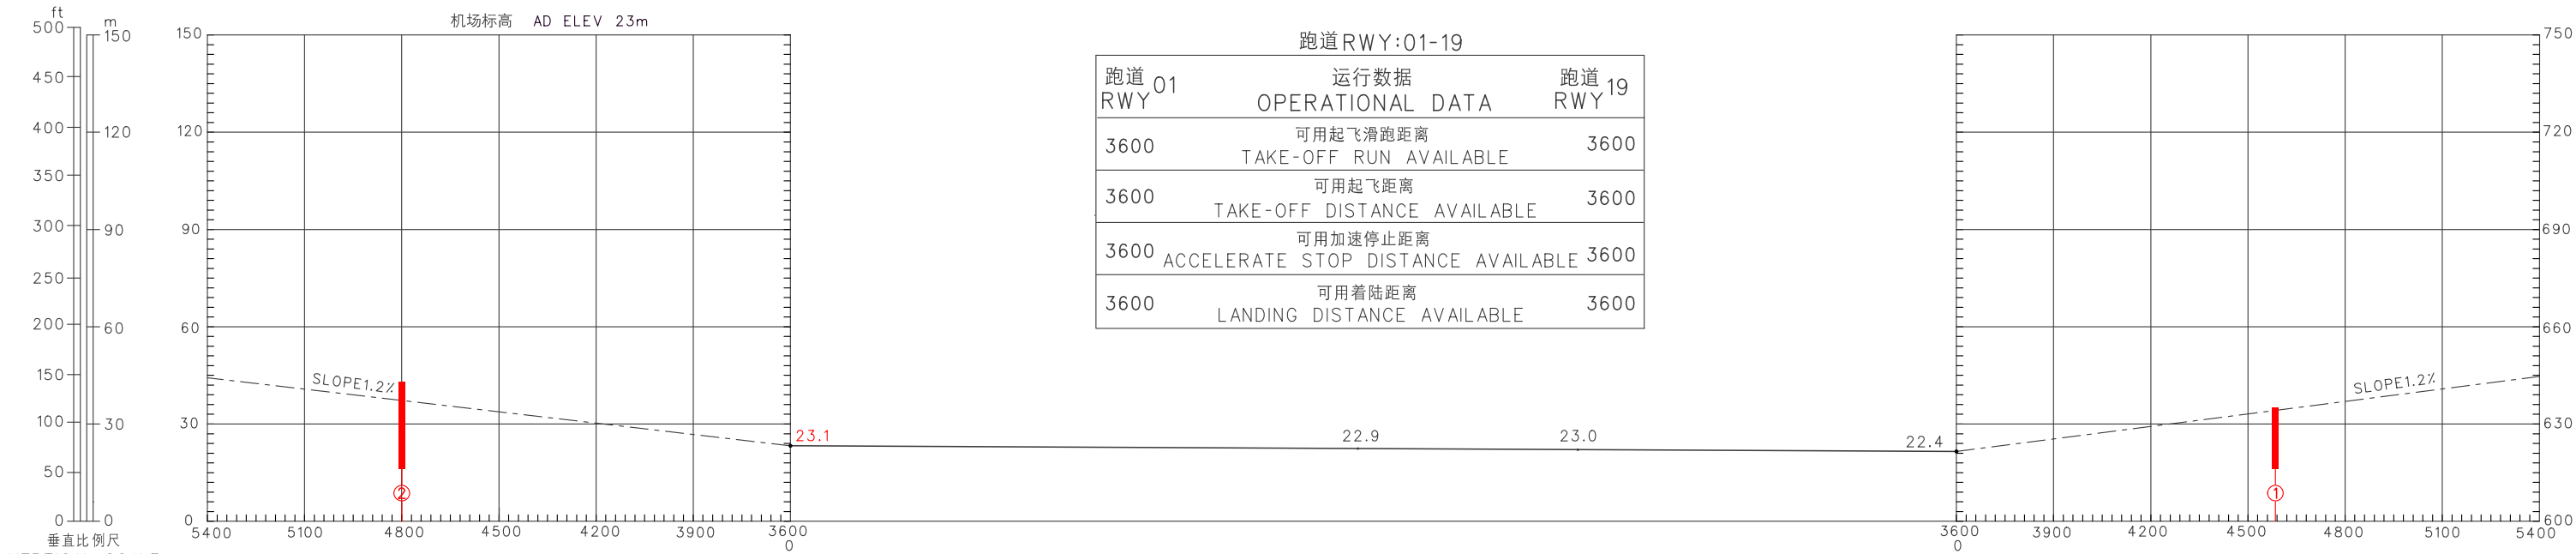 ft
m
机场标高 AD ELEV 23m
500
450
400
350
300
250
200
150
100
50
0
150
120
90
60
30
0
垂直比例尺
150
120
90
60
30
0
SLOPE1.2%
②
5400 5100 4800 4500 4200 3900 3600
0
跑道RWY:01-19
跑道 RWY 01 运行数据 跑道 RWY 19
OPERATIONAL DATA
可用起飞滑跑距离
3600 TAKE-OFF RUN AVAILABLE 3600
可用起飞距离
3600 TAKE-OFF DISTANCE AVAILABLE 3600
可用加速停止距离
3600 ACCELERATE STOP DISTANCE AVAILABLE 3600
可用着陆距离
3600 LANDING DISTANCE AVAILABLE 3600
23.1 22.9 23.0 22.4
SLOPE1.2%
①
750
720
690
660
630
600
3600 3900 4200 4500 4800 5100 5400
0